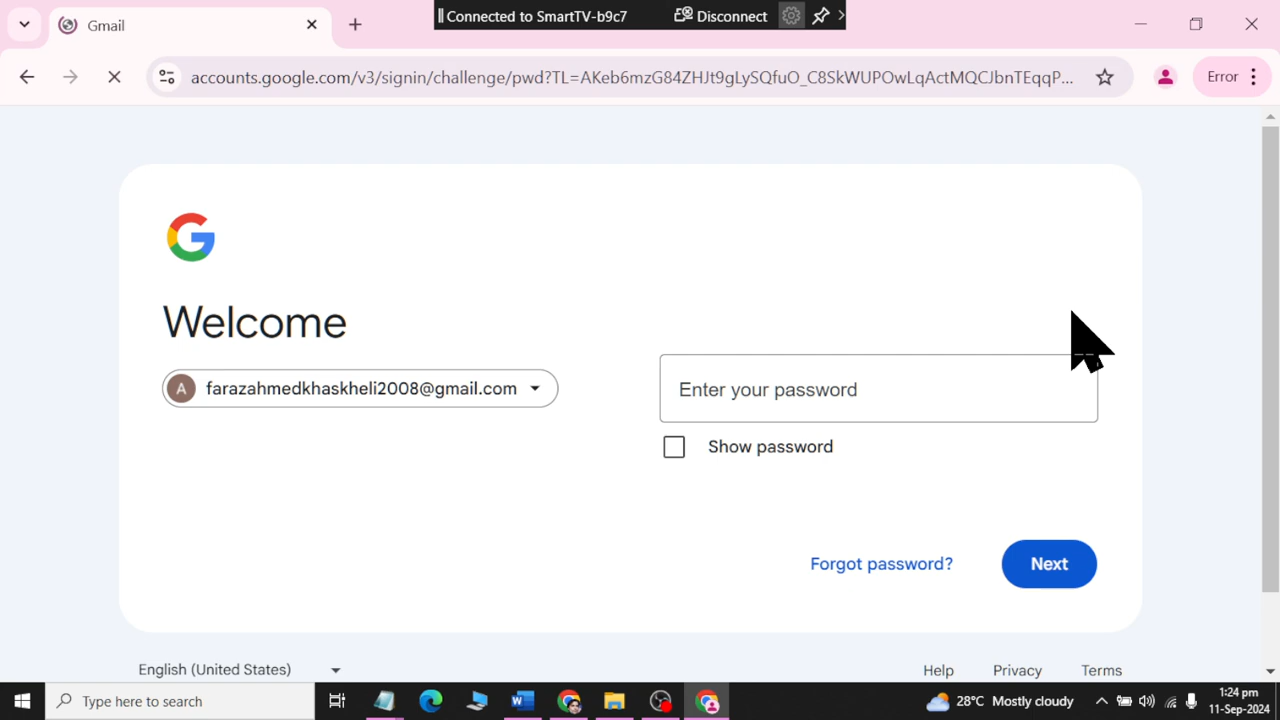 Gmail
Connected to SmartTV-b9c7
Disconnect
accounts.google.com/v3/signin/challenge/pwd?TL=AKeb6mzG84ZHJt9gLySQfuO_C8SkWUPOwLqActMQCJbnTEqqP...
Error
G
Welcome
A
farazahmedkhaskheli2008@gmail.com
Enter your password
Show password
Forgot password?
Next
English (United States)
Help
Privacy
Terms
Type here to search
28°C Mostly cloudy
1:24 pm
11-Sep-2024